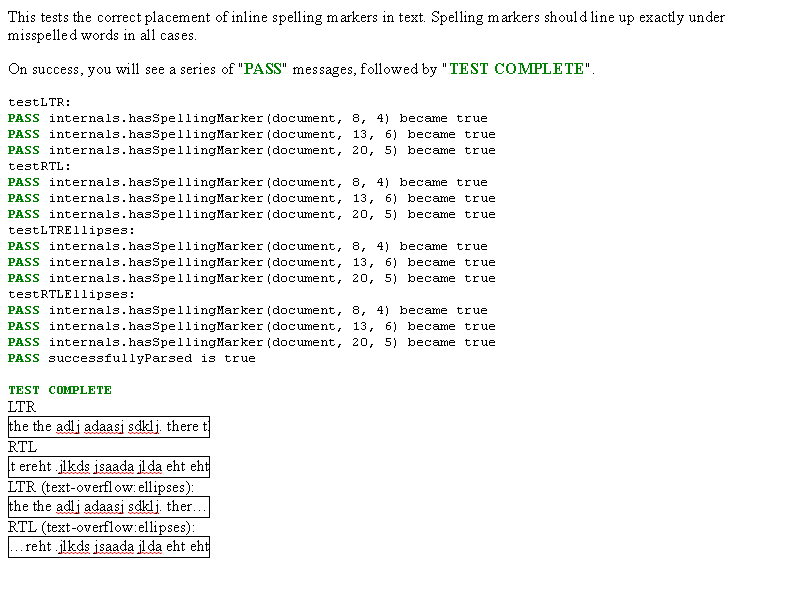 This tests the correct placement of inline spelling markers in text. Spelling markers should line up exactly under
misspelled words in all cases.
On success, you will see a series of "PASS" messages, followed by "TEST COMPLETE".
testLTR:
PASS internals.hasSpellingMarker(document, 8, 4) became true
PASS internals.hasSpellingMarker(document, 13, 6) became true
PASS internals.hasSpellingMarker(document, 20, 5) became true
testRTL:
PASS internals.hasSpellingMarker(document, 8, 4) became true
PASS internals.hasSpellingMarker(document, 13, 6) became true
PASS internals.hasSpellingMarker(document, 20, 5) became true
testLTREllipses:
PASS internals.hasSpellingMarker(document, 8, 4) became true
PASS internals.hasSpellingMarker(document, 13, 6) became true
PASS internals.hasSpellingMarker(document, 20, 5) became true
testRTLEllipses:
PASS internals.hasSpellingMarker(document, 8, 4) became true
PASS internals.hasSpellingMarker(document, 13, 6) became true
PASS internals.hasSpellingMarker(document, 20, 5) became true
PASS successfullyParsed is true
TEST COMPLETE
LTR
the the adlj adaasj sdklj. there t
RTL
t ereht .jlkds jsaada jlda eht eht
LTR (text-overflow:ellipses):
the the adlj adaasj sdklj. ther…
RTL (text-overflow:ellipses):
…reht .jlkds jsaada jlda eht eht